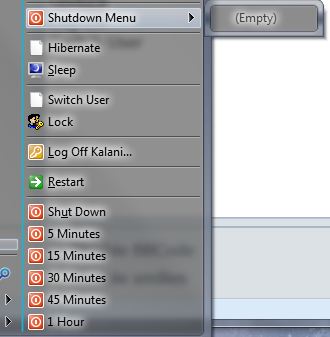 Shutdown Menu
(Empty)
Hibernate
Sleep
Switch User
Lock
Log Off Kalani...
Restart
Shut Down
5 Minutes
15 Minutes
30 Minutes
45 Minutes
1 Hour